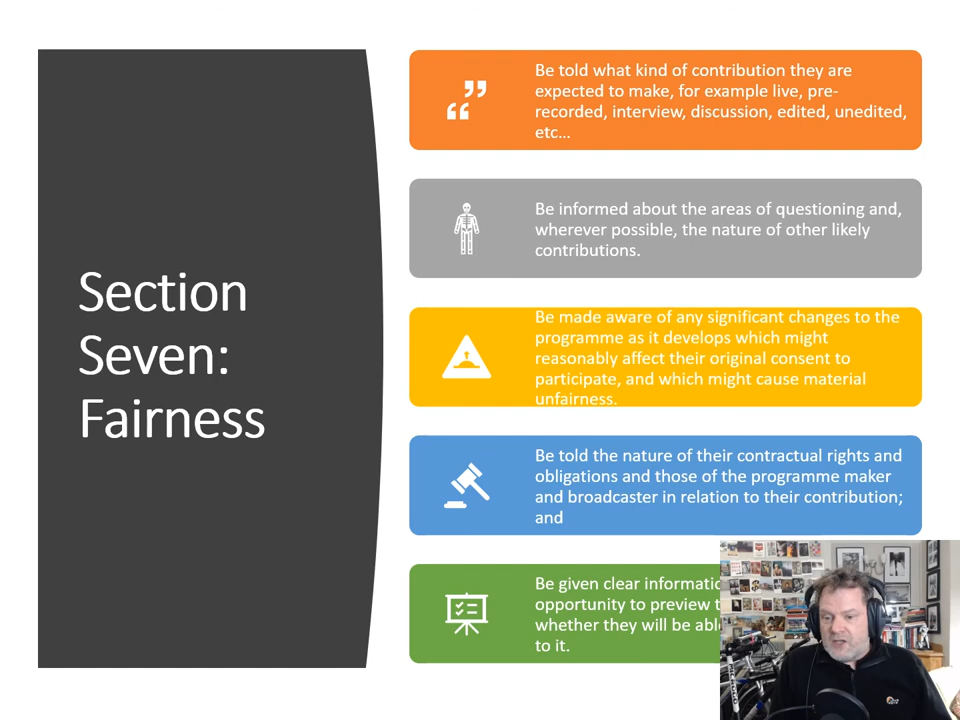 Section
Seven:
Fairness
Be told what kind of contribution they are
expected to make, for example live, pre-
recorded, interview, discussion, edited, unedited,
etc…
Be informed about the areas of questioning and,
wherever possible, the nature of other likely
contributions.
Be made aware of any significant changes to the
programme as it develops which might
reasonably affect their original consent to
participate, and which might cause material
unfairness.
Be told the nature of their contractual rights and
obligations and those of the programme maker
and broadcaster in relation to their contribution;
and
Be given clear
opportunity to preview
whether they will be
to it.